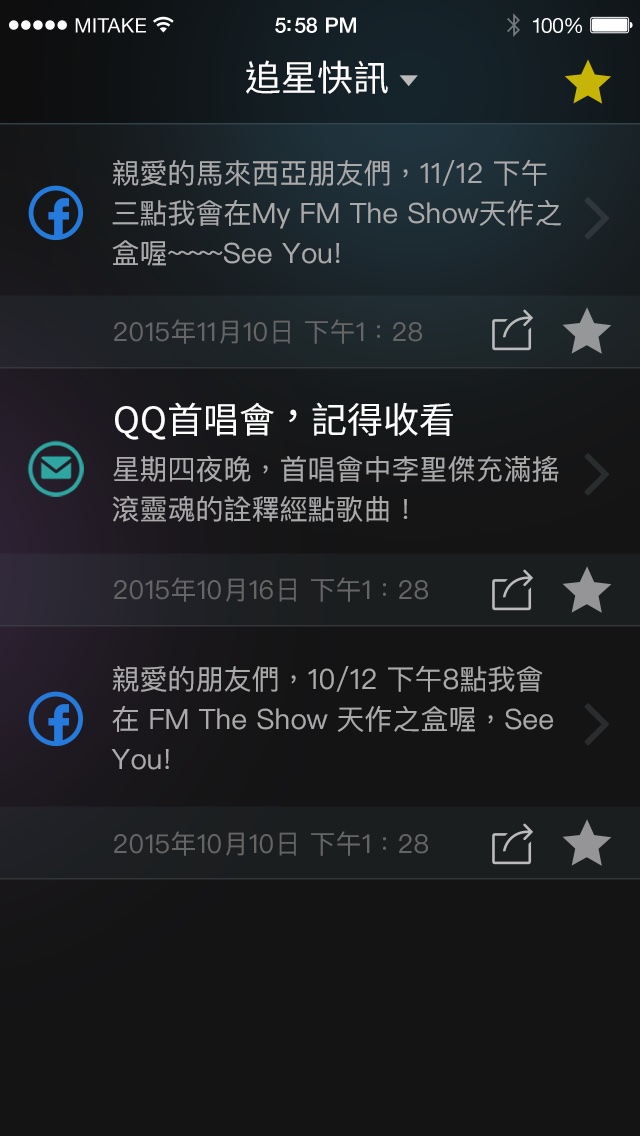 MITAKE 5:58 PM 100%
追星快訊
親愛的馬來西亞朋友們，11/12 下午
三點我會在My FM The Show天作之
盒喔~~~~~See You!
2015年11月10日 下午1：28
QQ首唱會，記得收看
星期四夜晚，首唱會中李聖傑充滿搖
滾靈魂的詮釋經點歌曲！
2015年10月16日 下午1：28
親愛的朋友們，10/12 下午8點我會
在 FM The Show 天作之盒喔，See
You!
2015年10月10日 下午1：28